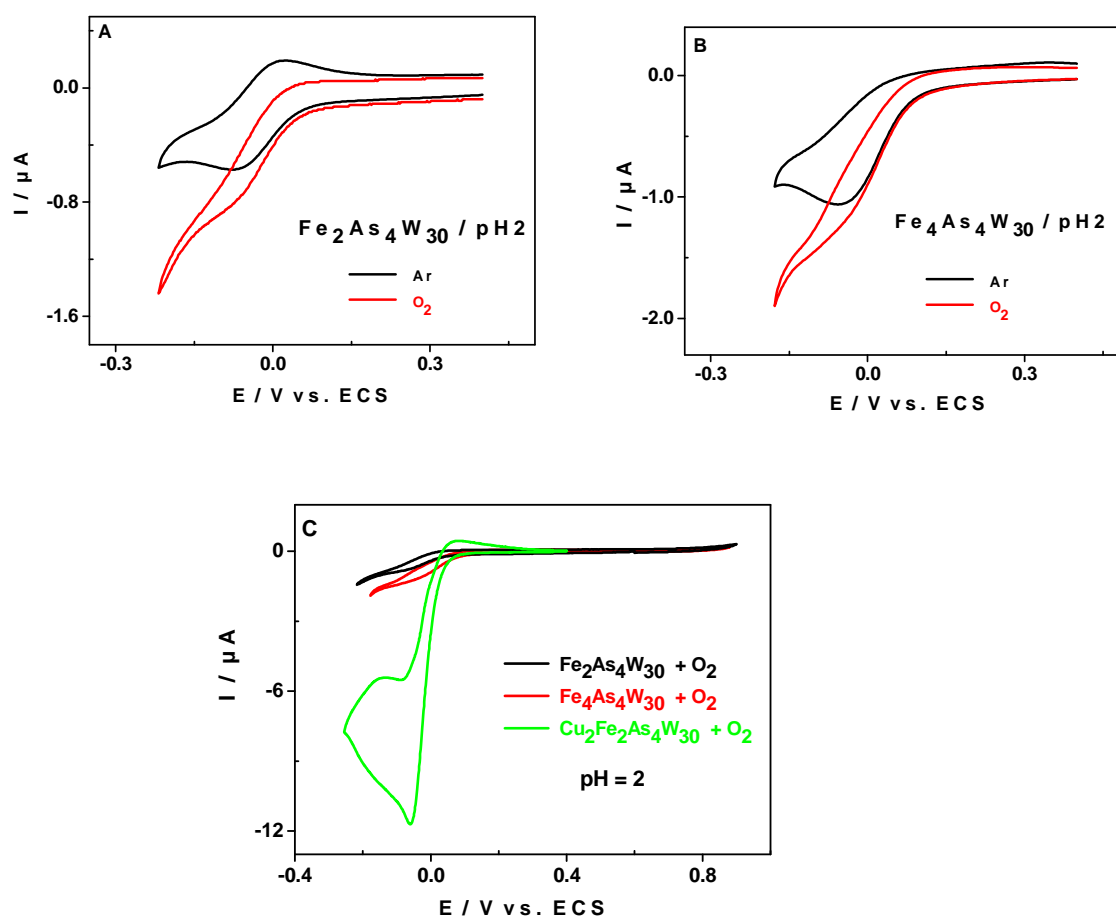 A
0.0
-0.8
-1.6
I / µA
Fe2As4W30 / pH2
Ar
O2
-0.3
0.0
0.3
E / V vs. ECS
B
0.0
-1.0
-2.0
I / µA
Fe4As4W30 / pH2
Ar
O2
-0.3
0.0
0.3
E / V vs. ECS
C
0
-6
-12
I / µA
Fe2As4W30 + O2
Fe4As4W30 + O2
Cu2Fe2As4W30 + O2
pH = 2
-0.4
0.0
0.4
0.8
E / V vs. ECS